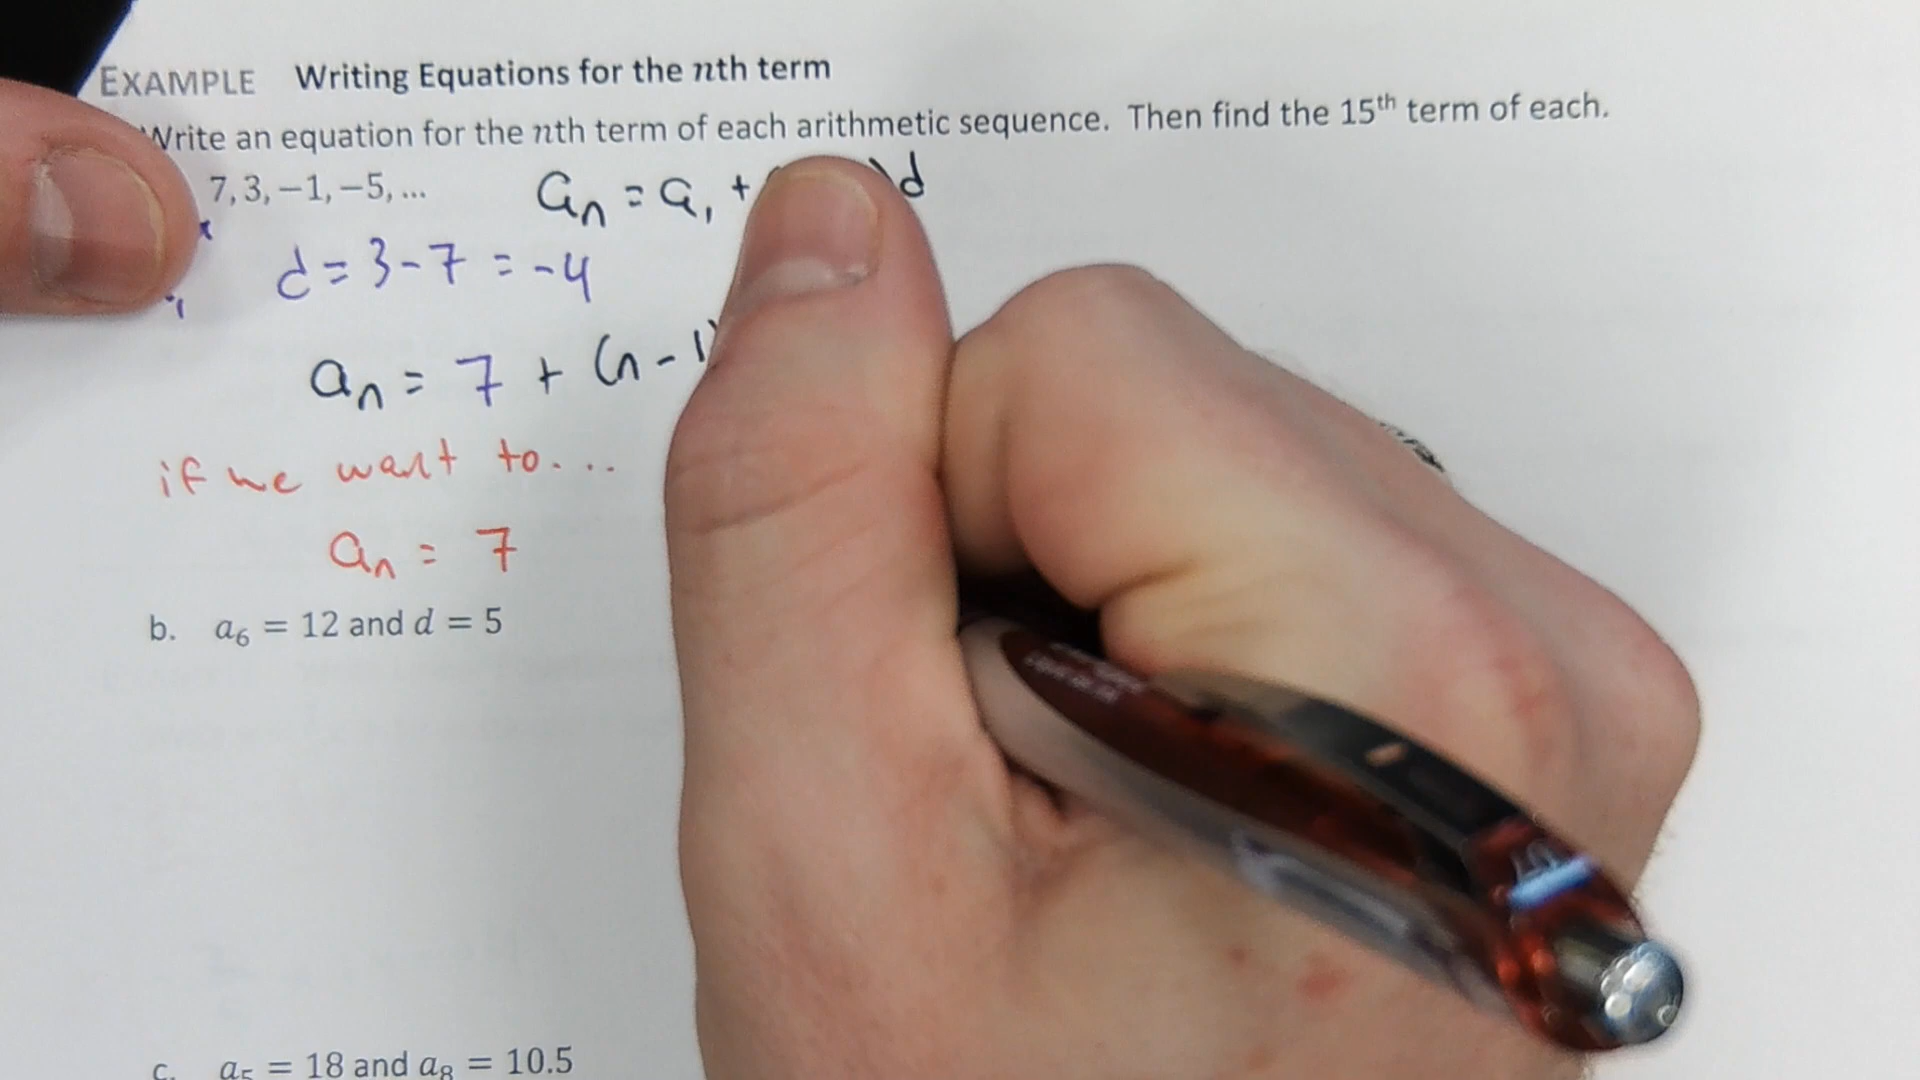 EXAMPLE Writing Equations for the nth term
Write an equation for the nth term of each arithmetic sequence. Then find the 15th term of each.
7, 3, −1, −5, ...
aₙ = a₁ + )d
d = 3 - 7 = -4
aₙ = 7 + (n - 1)
if we want to...
aₙ = 7
b. a₆ = 12 and d = 5
c. a₅ = 18 and a₈ = 10.5